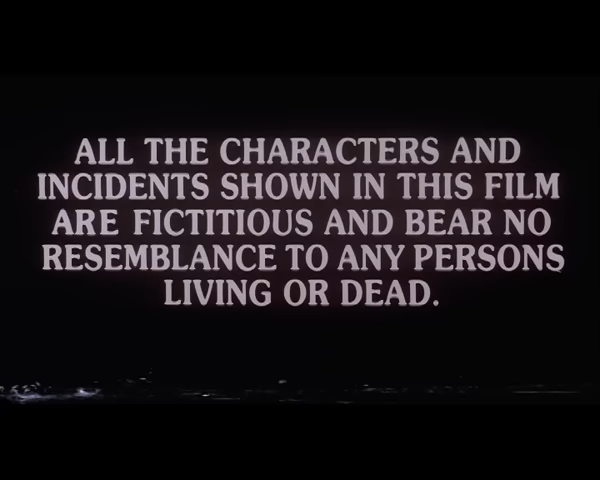 ALL THE CHARACTERS AND
INCIDENTS SHOWN IN THIS FILM
ARE FICTITIOUS AND BEAR NO
RESEMBLANCE TO ANY PERSONS
LIVING OR DEAD.